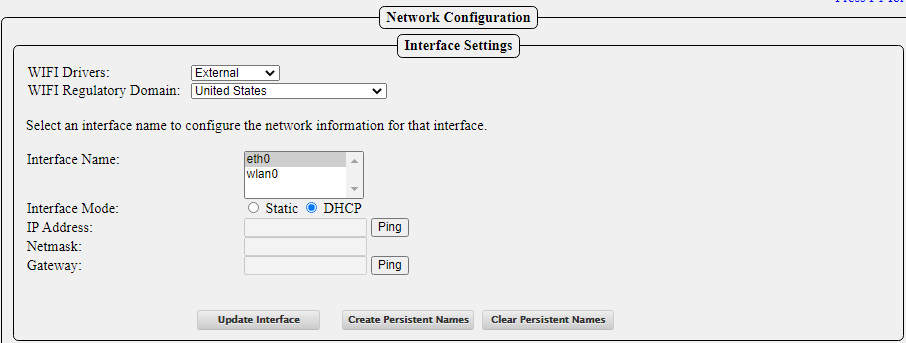 Network Configuration
Interface Settings
WIFI Drivers: External
WIFI Regulatory Domain: United States
Select an interface name to configure the network information for that interface.
Interface Name: eth0
wlan0
Interface Mode: Static DHCP
IP Address: Ping
Netmask:
Gateway: Ping
Update Interface Create Persistent Names Clear Persistent Names